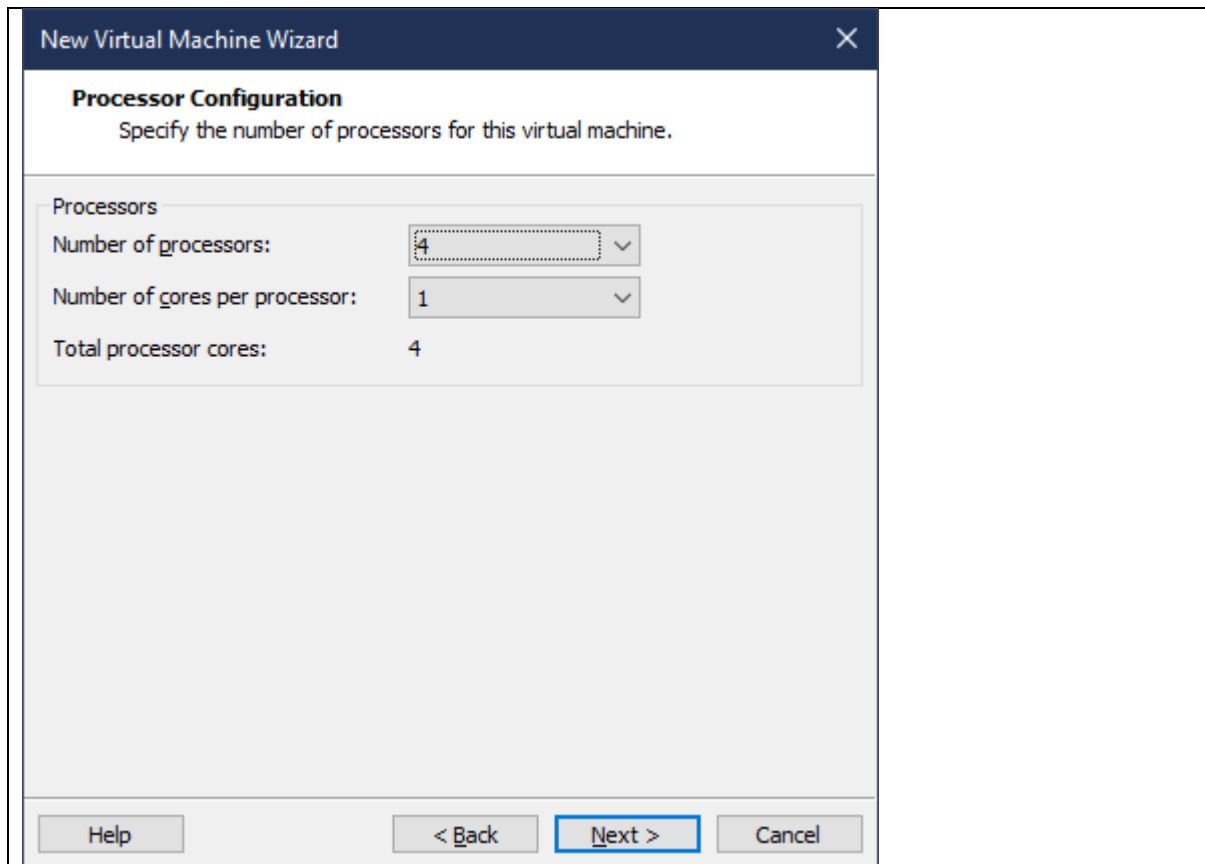 New Virtual Machine Wizard
Processor Configuration
Specify the number of processors for this virtual machine.
Processors
Number of processors: 4
Number of cores per processor: 1
Total processor cores: 4
Help < Back Next > Cancel